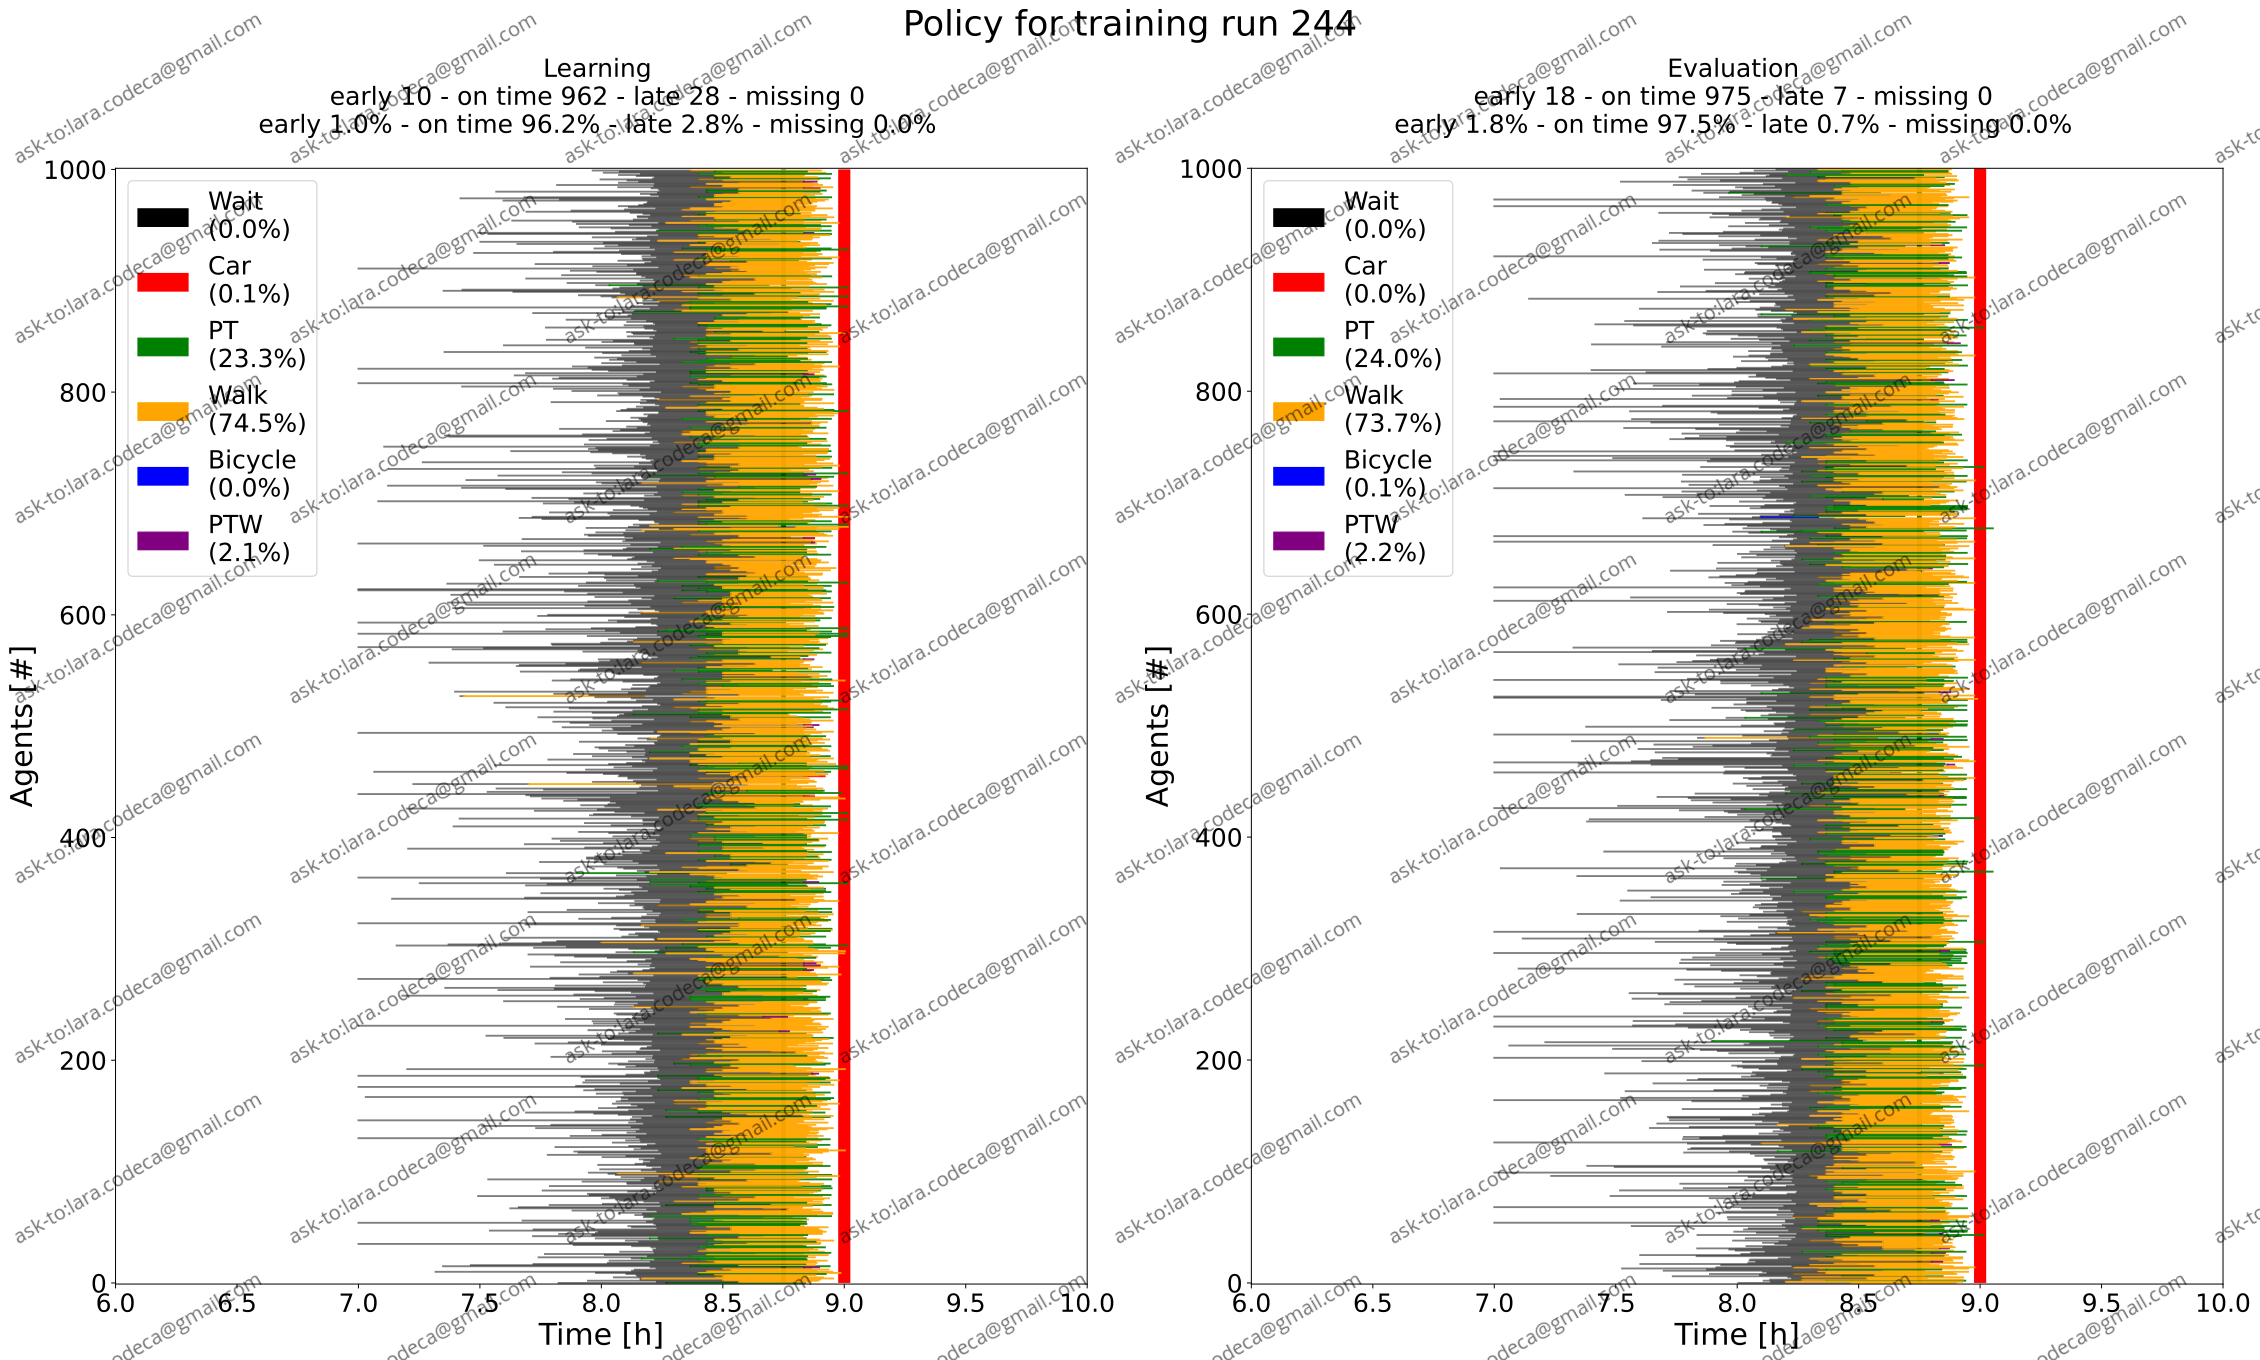 Policy for training run 244
Learning
early 10 - on time 962 - late 28 - missing 0
early 1.0% - on time 96.2% - late 2.8% - missing 0.0%
1000
800
600
400
200
0
Agents [#]
Wait
(0.0%)
Car
(0.1%)
PT
(23.3%)
Walk
(74.5%)
Bicycle
(0.0%)
PTW
(2.1%)
6.0 6.5 7.0 7.5 8.0 8.5 9.0 9.5 10.0
Time [h]
Evaluation
early 18 - on time 975 - late 7 - missing 0
early 1.8% - on time 97.5% - late 0.7% - missing 0.0%
1000
800
600
400
200
0
Agents [#]
Wait
(0.0%)
Car
(0.0%)
PT
(24.0%)
Walk
(73.7%)
Bicycle
(0.1%)
PTW
(2.2%)
6.0 6.5 7.0 7.5 8.0 8.5 9.0 9.5 10.0
Time [h]
ask-to:lara.codeca@gmail.com